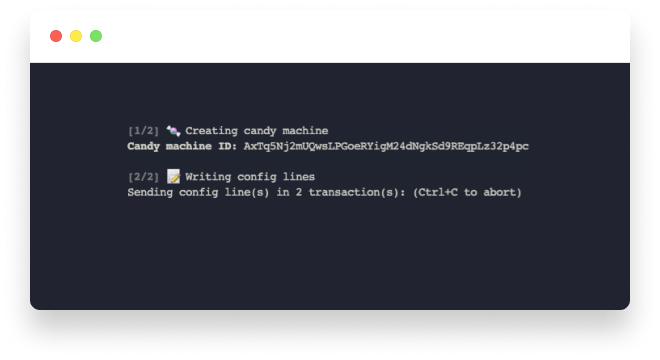 [1/2] 🍬 Creating candy machine
Candy machine ID: AxTq5Nj2mUQwsLPGoeRYigM24dNgkSd9REqpLz32p4pc
[2/2] 📝 Writing config lines
Sending config line(s) in 2 transaction(s): (Ctrl+C to abort)